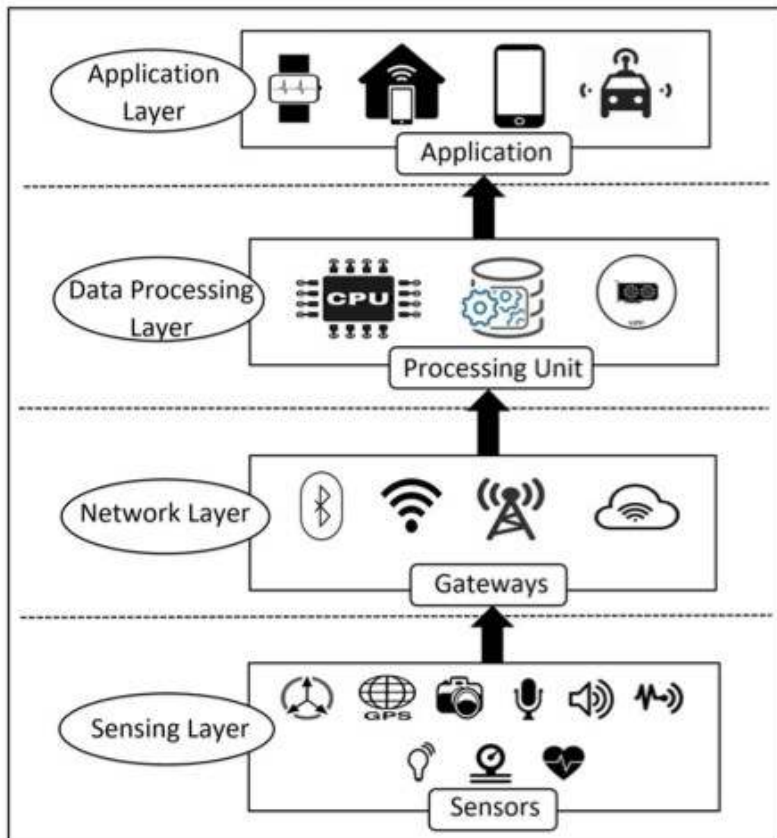 Application
Layer
Application
Data Processing
Layer
CPU
Processing Unit
Network Layer
Gateways
Sensing Layer
GPS
Sensors